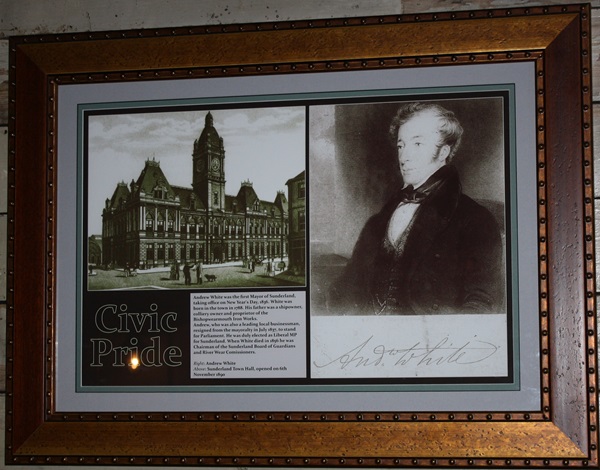 Civic
Pride
Andrew White was the first Mayor of Sunderland,
taking office on New Year's Day, 1836. White was
born in the town in 1788. His father was a shipowner,
colliery owner and proprietor of the
Bishopwearmouth Iron Works.
Andrew, who was also a leading local businessman,
resigned from the mayoralty in July 1837, to stand
for Parliament. He was duly elected as Liberal MP
for Sunderland. When White died in 1856 he was
Chairman of the Sunderland Board of Guardians
and River Wear Comissioners.
Right: Andrew White
Above: Sunderland Town Hall, opened on 6th
November 1890
And. White